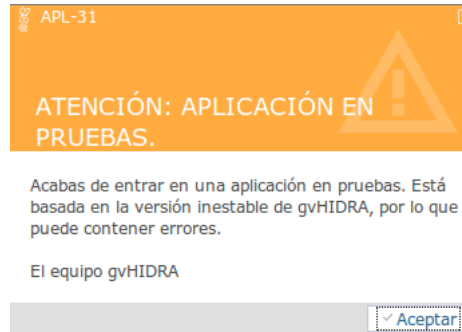 APL-31
ATENCIÓN: APLICACIÓN EN
PRUEBAS.
Acabas de entrar en una aplicación en pruebas. Está
basada en la versión inestable de gvHIDRA, por lo que
puede contener errores.
El equipo gvHIDRA
Aceptar